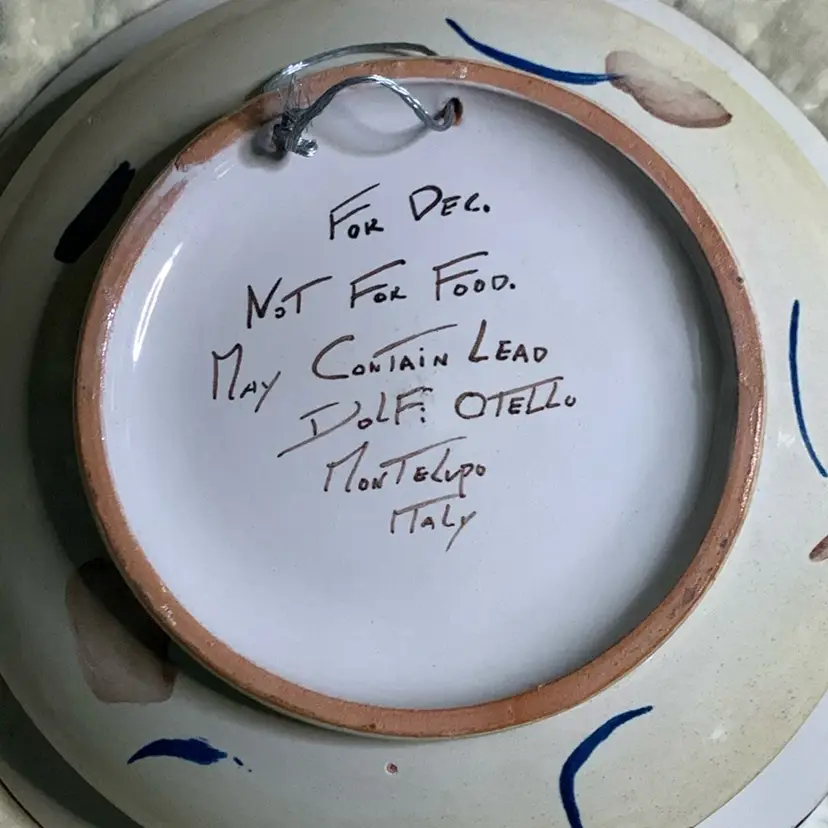 For Dec.
Not For Food.
May Contain Lead
Dolfi Otello
Montelupo
Italy